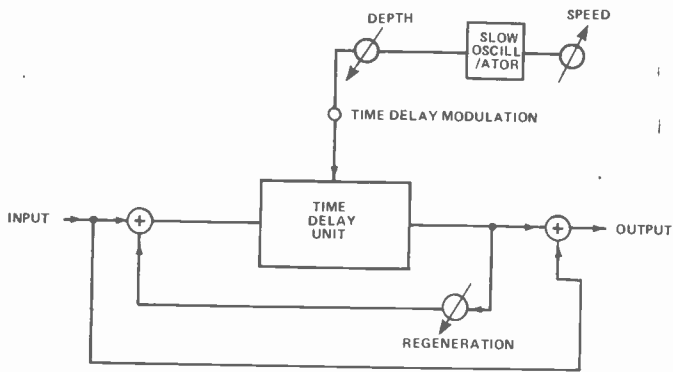 DEPTH
SPEED
SLOW
OSCILL
/ATOR
TIME DELAY MODULATION
TIME
DELAY
UNIT
INPUT
+
+
OUTPUT
REGENERATION